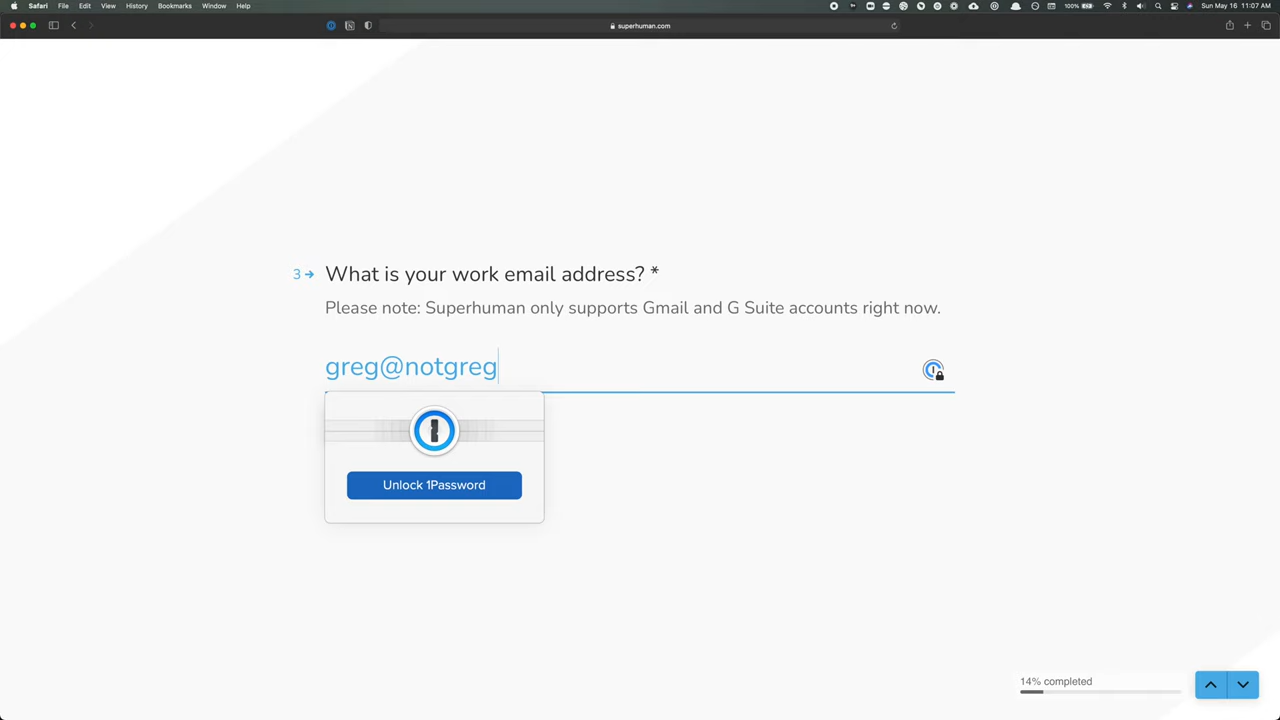 Safari File Edit View History Bookmarks Window Help
100% Sun May 16 11:07 AM
superhuman.com
3 → What is your work email address? *
Please note: Superhuman only supports Gmail and G Suite accounts right now.
greg@notgreg
Unlock 1Password
14% completed